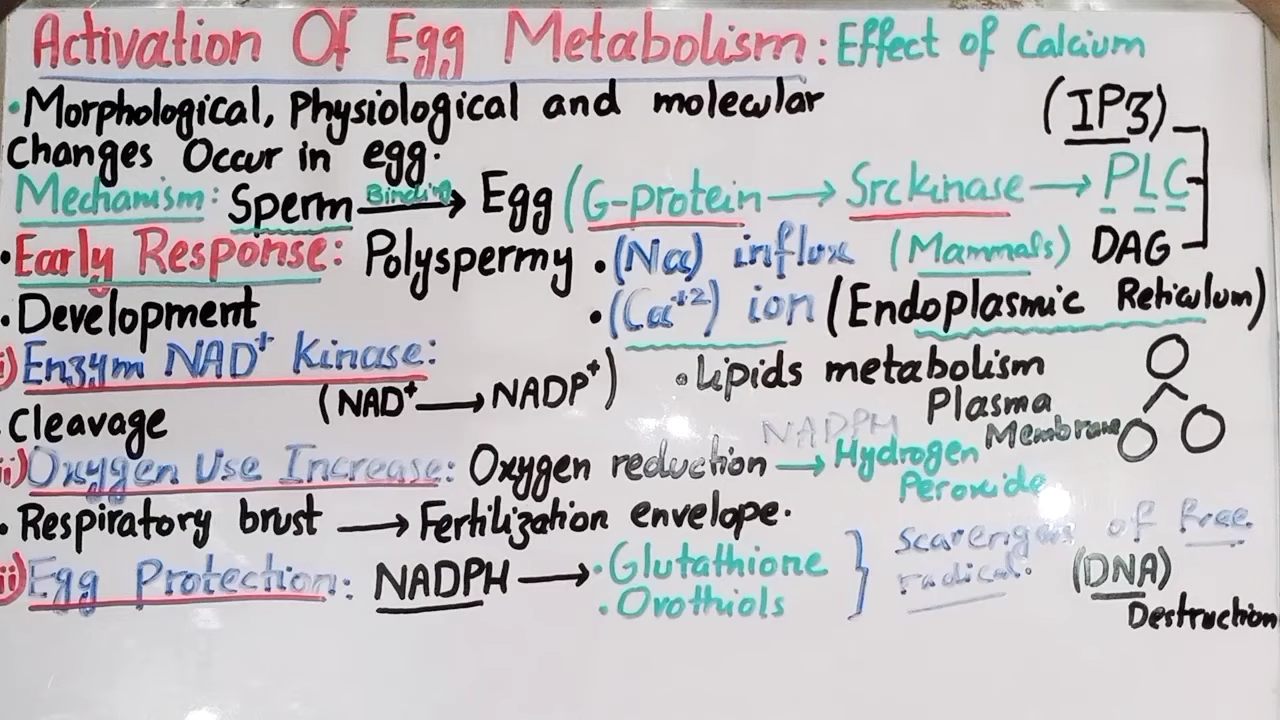 Activation Of Egg Metabolism: Effect of Calcium
• Morphological, Physiological and molecular
Changes Occur in egg.
(IP3)
Mechanism: Sperm Binding → Egg (G-protein → Src kinase → PLC
• Early Response: Polyspermy • (Na) influx (Mammals) DAG
• Development • (Ca+2) ion (Endoplasmic Reticulum)
i) Enzym NAD+ Kinase:
(NAD+ → NADP+) • Lipids metabolism
• Cleavage Plasma Membrane
ii) Oxygen Use Increase: Oxygen reduction NADPH → Hydrogen Peroxide
• Respiratory brust → Fertilization envelope.
ii) Egg Protection: NADPH → • Glutathione
• Ovothiols
} scavengers of free
radical.
(DNA)
Destruction